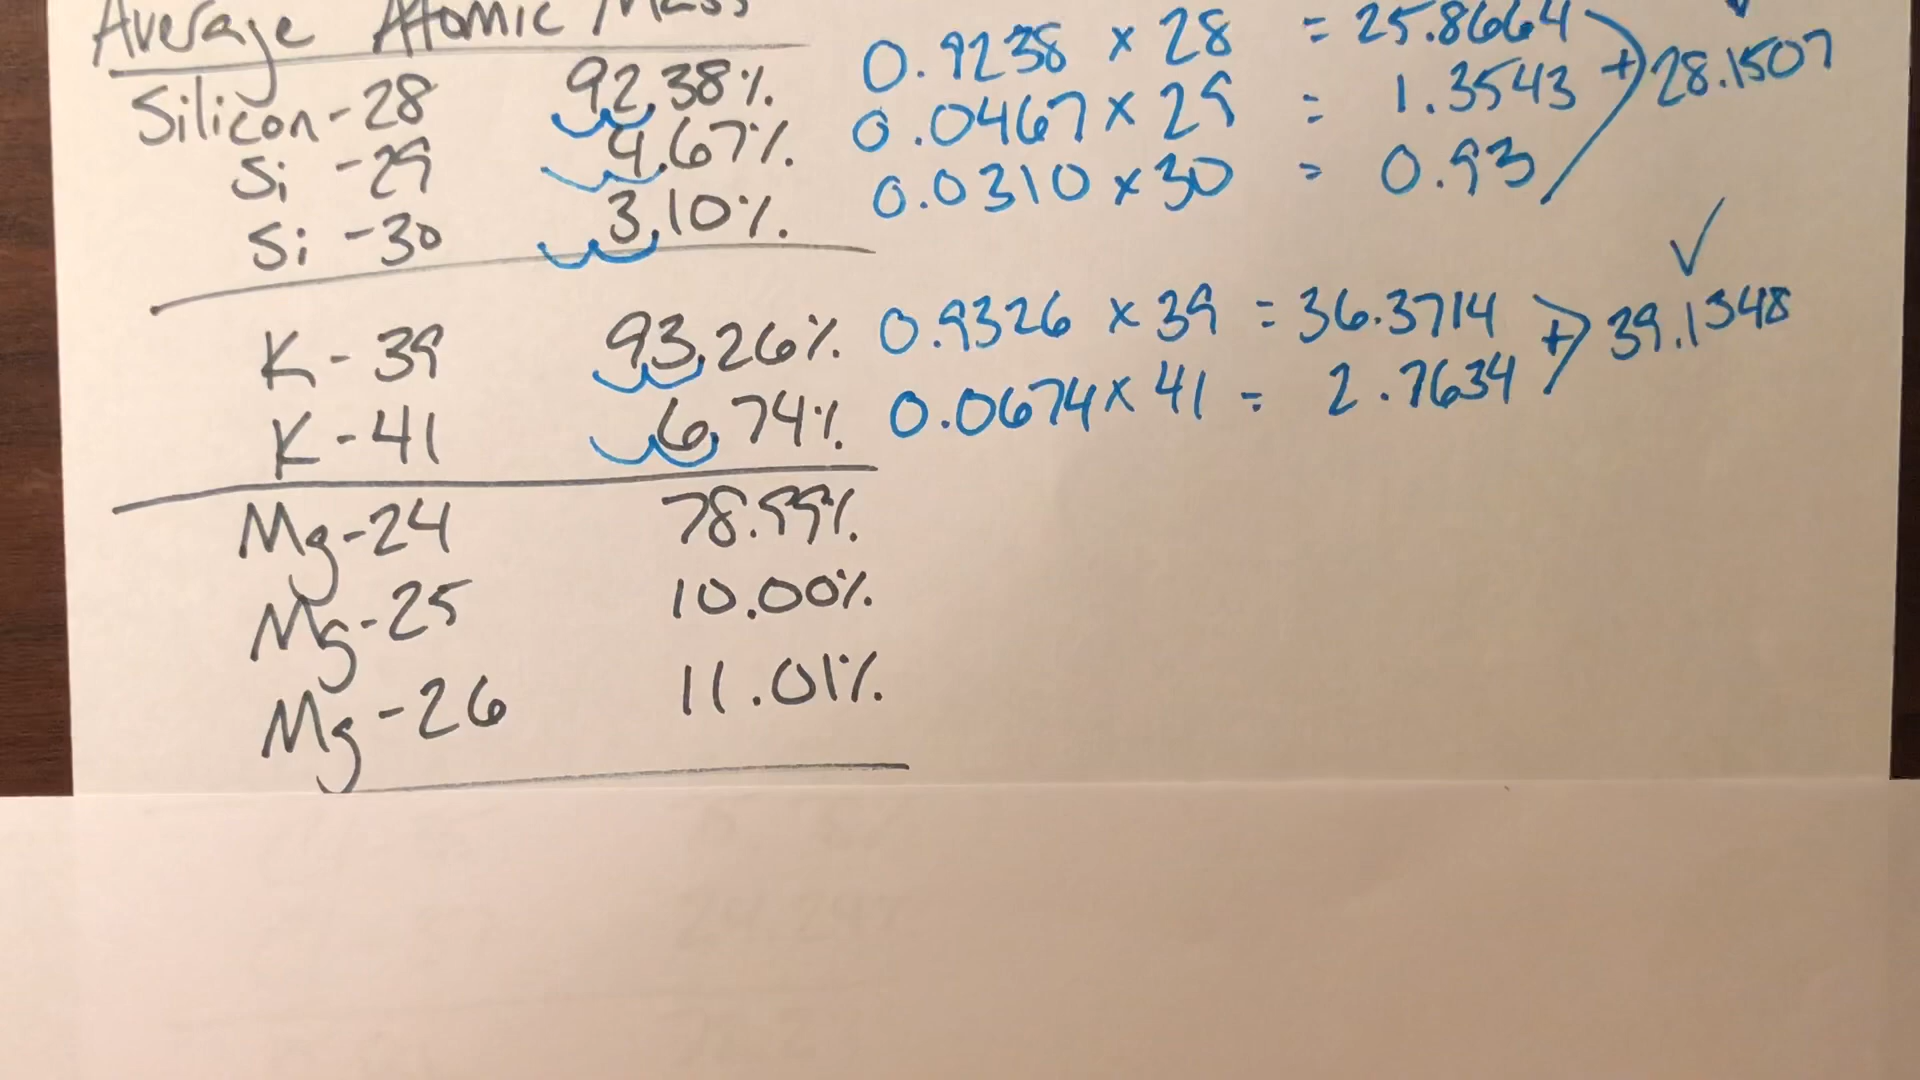 Average Atomic Mass
Silicon-28 92.38% 0.9238 x 28 = 25.8664
Si -29 4.67% 0.0467 x 29 = 1.3543 + 28.1507
Si -30 3.10% 0.0310 x 30 = 0.93
✓
K-39 93.26% 0.9326 x 39 = 36.3714 + 39.1348
K-41 6.74% 0.0674 x 41 = 2.7634
Mg-24 78.99%
Mg-25 10.00%
Mg-26 11.01%